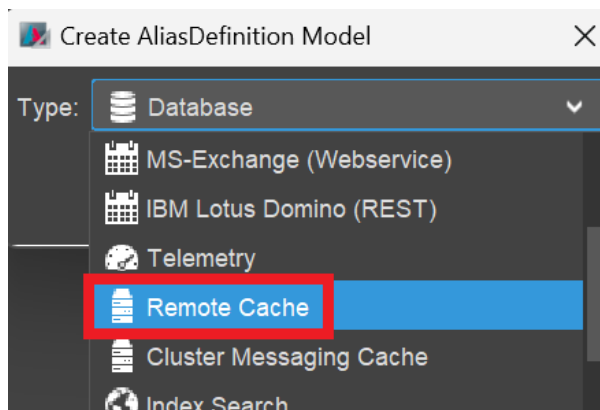 Create AliasDefinition Model
Type: Database
MS-Exchange (Webservice)
IBM Lotus Domino (REST)
Telemetry
Remote Cache
Cluster Messaging Cache
Index Search